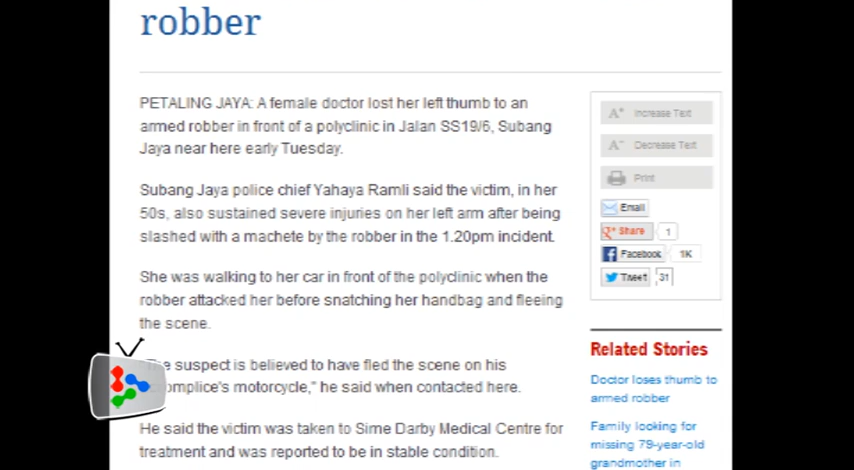 robber
PETALING JAYA: A female doctor lost her left thumb to an
armed robber in front of a polyclinic in Jalan SS19/6, Subang
Jaya near here early Tuesday.
Subang Jaya police chief Yahaya Ramli said the victim, in her
50s, also sustained severe injuries on her left arm after being
slashed with a machete by the robber in the 1.20pm incident.
She was walking to her car in front of the polyclinic when the
robber attacked her before snatching her handbag and fleeing
the scene.
suspect is believed to have fled the scene on his
omplice's motorcycle," he said when contacted here.
He said the victim was taken to Sime Darby Medical Centre for
treatment and was reported to be in stable condition.
A+ Increase Text
A- Decrease Text
Print
Email
g+ Share 1
f Facebook 1K
Tweet 31
Related Stories
Doctor loses thumb to
armed robber
Family looking for
missing 79-year-old
grandmother in